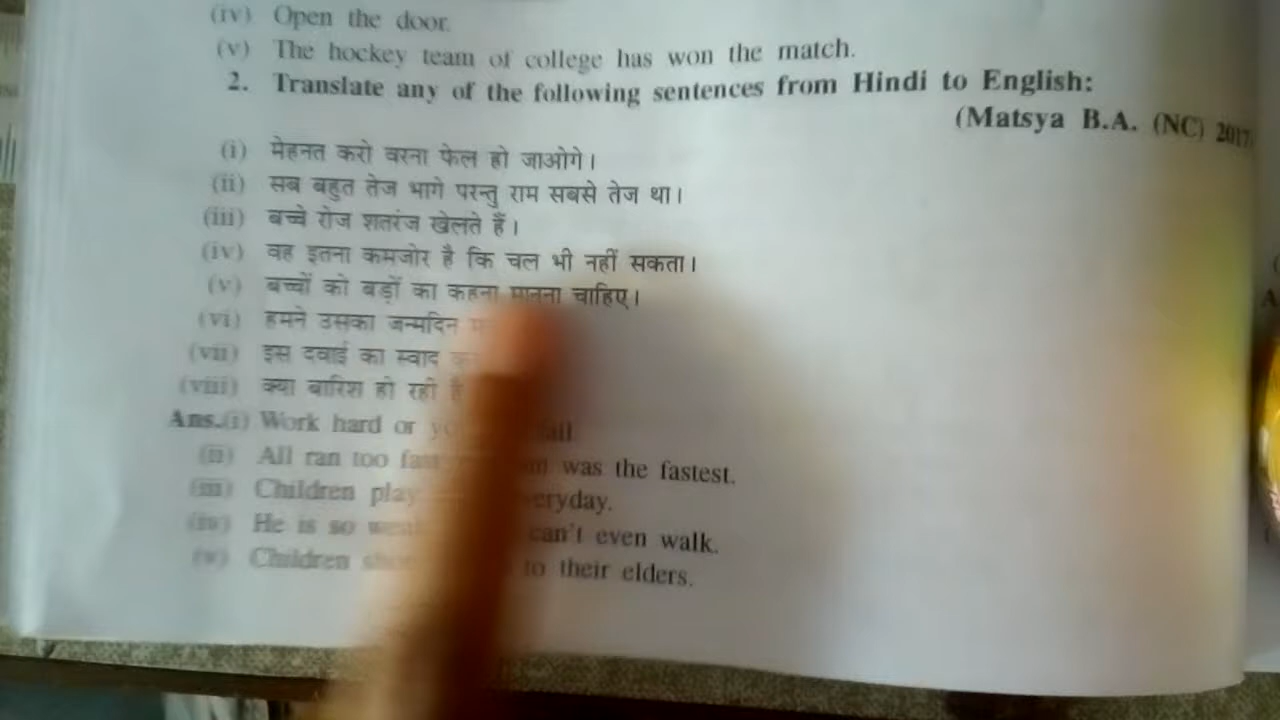 (iv) Open the door.
(v) The hockey team of college has won the match.
2. Translate any of the following sentences from Hindi to English:
(Matsya B.A. (NC) 2017
(i) मेहनत करो वरना फेल हो जाओगे।
(ii) सब बहुत तेज भागे परन्तु राम सबसे तेज था।
(iii) बच्चे रोज शतरंज खेलते हैं।
(iv) वह इतना कमजोर है कि चल भी नहीं सकता।
(v) बच्चों को बड़ों का कहना मानना चाहिए।
(vi) हमने उसका जन्मदिन
(vii) इस दवाई का स्वाद
(viii) क्या बारिश हो रही
Ans.(i) Work hard or
(ii) All ran too was the fastest.
(iii) Children play everyday.
(iv) He is so can't even walk.
(v) Children to their elders.